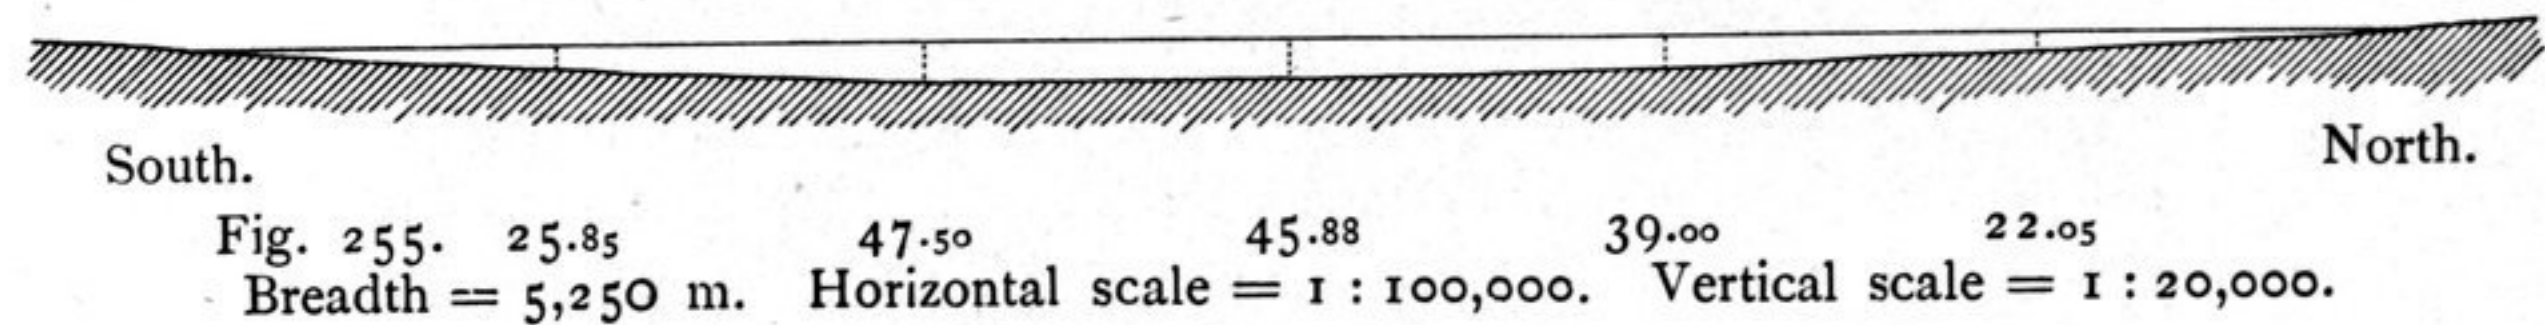 South. North.
Fig. 255. 25.85 47.50 45.88 39.00 22.05
Breadth = 5,250 m. Horizontal scale = 1 : 100,000. Vertical scale = 1 : 20,000.